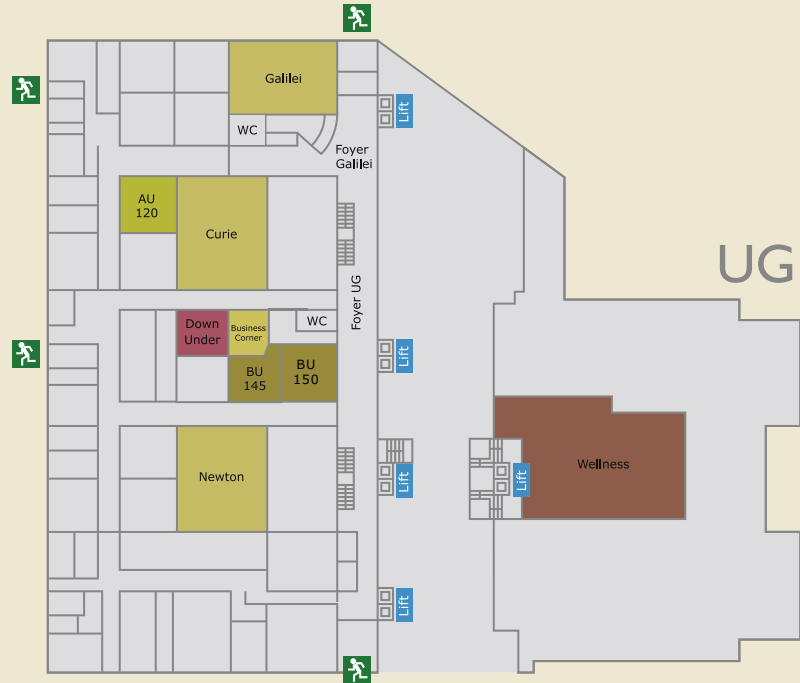 Galilei
Lift
WC
Foyer
Galilei
AU
120
Curie
UG
Foyer UG
Down
Under
Business
Corner
WC
Lift
BU
145
BU
150
Newton
Lift
Lift
Wellness
Lift